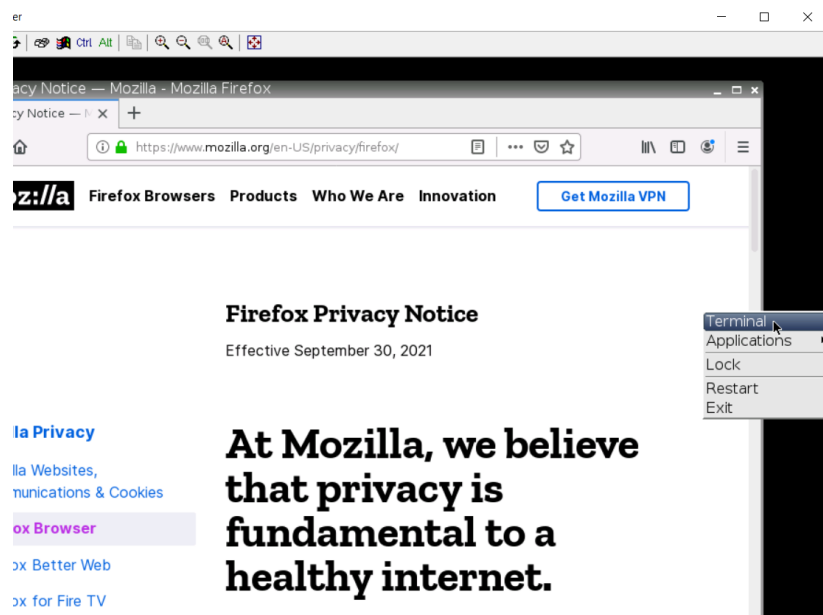 er
Ctrl Alt
acy Notice — Mozilla - Mozilla Firefox
cy Notice —
https://www.mozilla.org/en-US/privacy/firefox/
oz://a Firefox Browsers Products Who We Are Innovation Get Mozilla VPN
Firefox Privacy Notice
Effective September 30, 2021
Terminal
Applications
Lock
Restart
Exit
lla Privacy
lla Websites,
munications & Cookies
ox Browser
ox Better Web
ox for Fire TV
At Mozilla, we believe
that privacy is
fundamental to a
healthy internet.